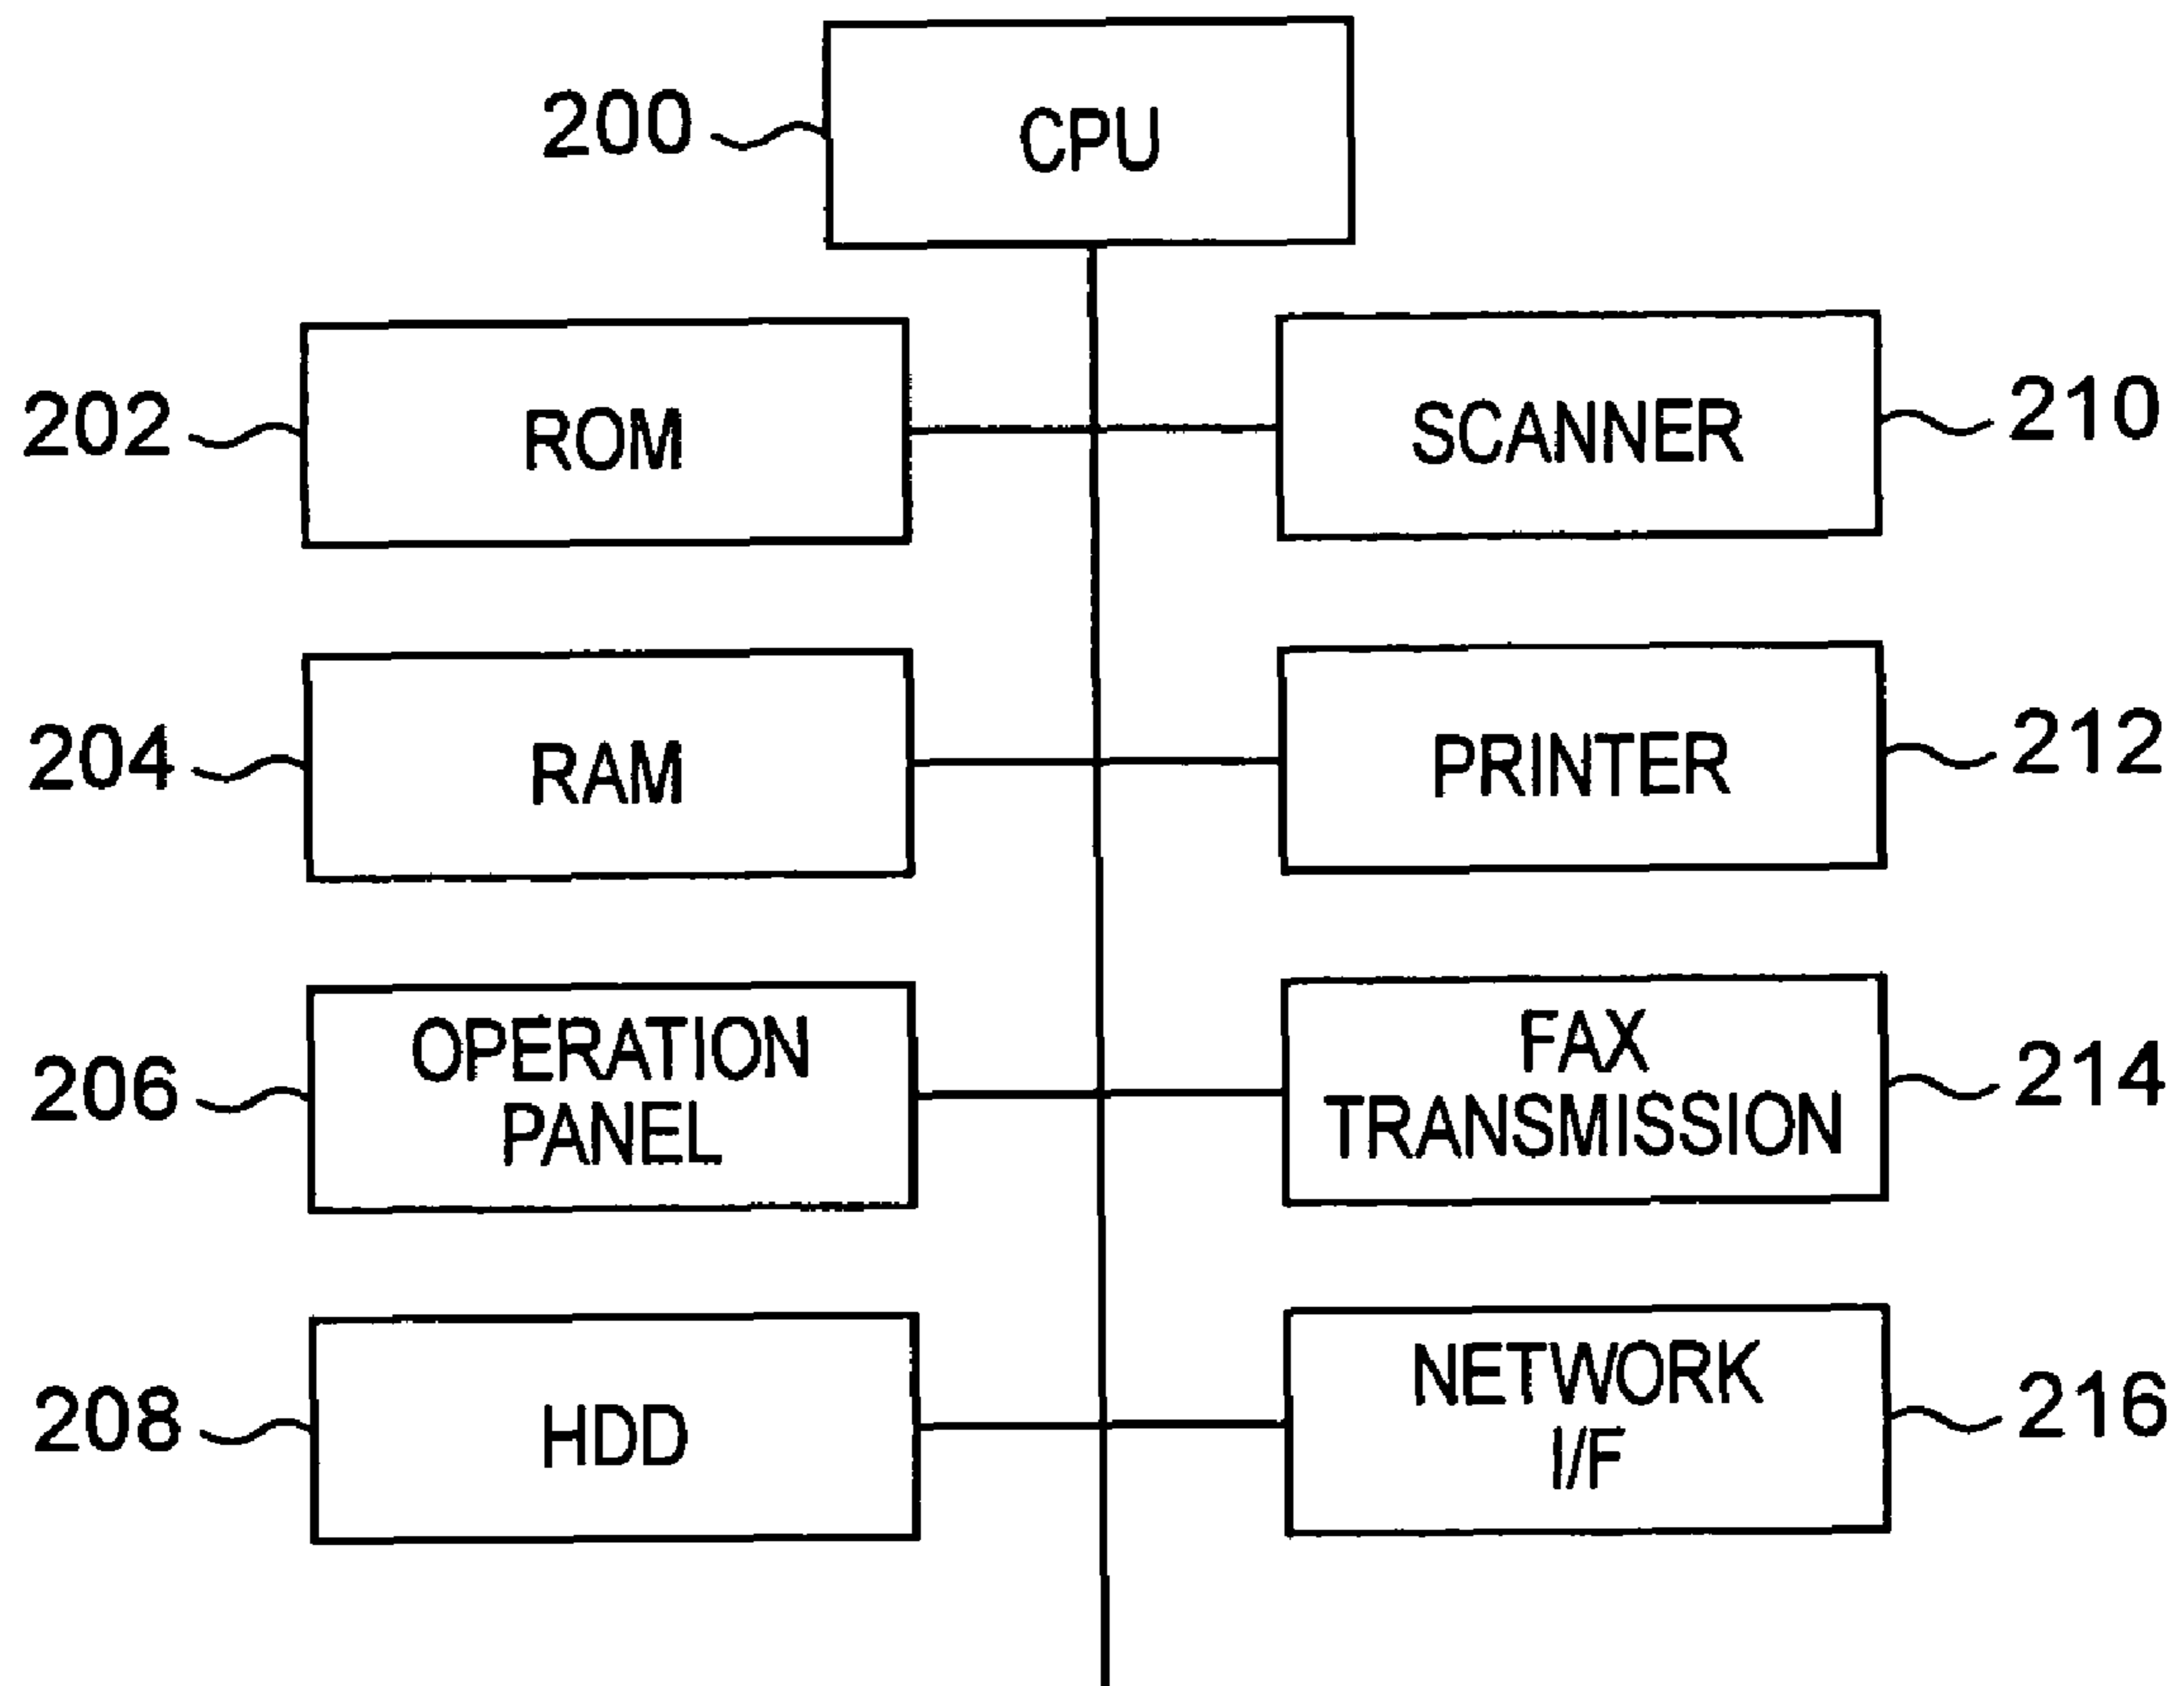 200
CPU
202
ROM
SCANNER
210
204
RAM
PRINTER
212
206
OPERATION
PANEL
FAX
TRANSMISSION
214
208
HDD
NETWORK
I/F
216